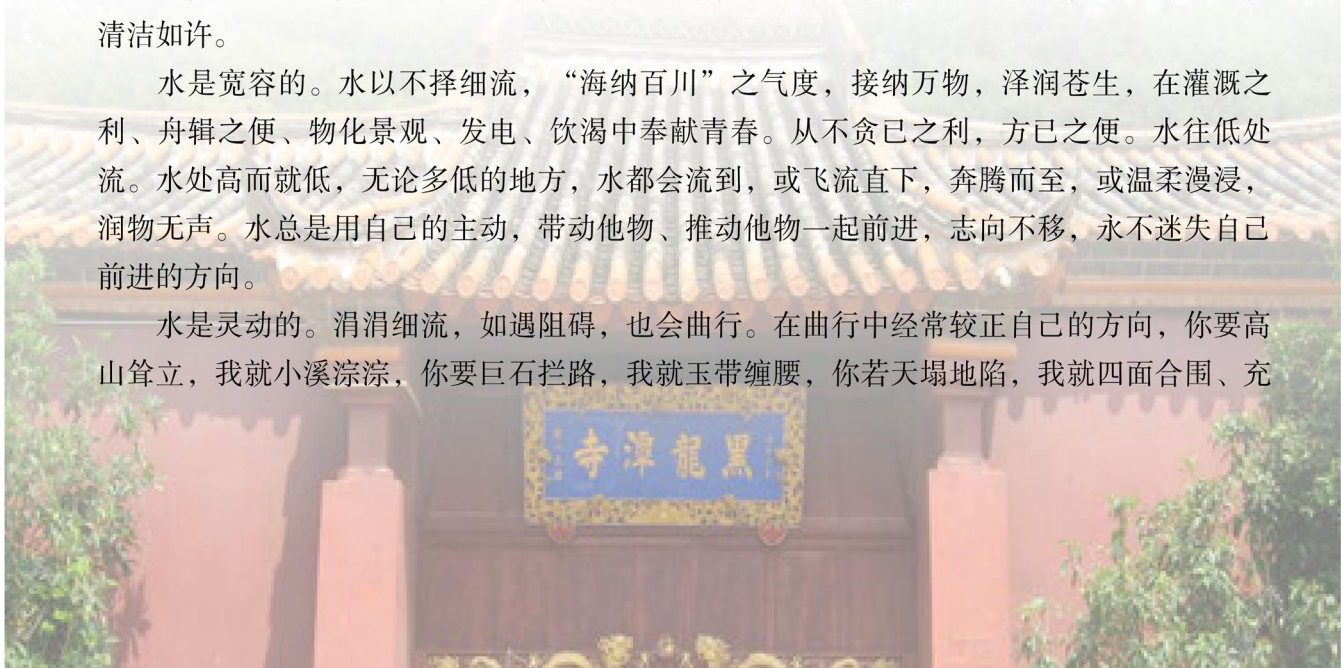 清洁如许。
水是宽容的。水以不择细流，“海纳百川”之气度，接纳万物，泽润苍生，在灌溉之
利、舟辑之便、物化景观、发电、饮渴中奉献青春。从不贪已之利，方已之便。水往低处
流。水处高而就低，无论多低的地方，水都会流到，或飞流直下，奔腾而至，或温柔漫浸，
润物无声。水总是用自己的主动，带动他物、推动他物一起前进，志向不移，永不迷失自己
前进的方向。
水是灵动的。涓涓细流，如遇阻碍，也会曲行。在曲行中经常较正自己的方向，你要高
山耸立，我就小溪淙淙，你要巨石拦路，我就玉带缠腰，你若天塌地陷，我就四面合围、充
寺潭龍黑